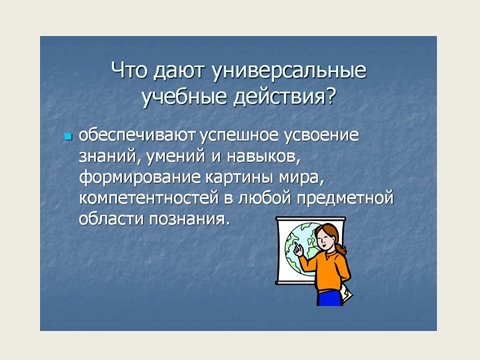 Что дают универсальные
учебные действия?
обеспечивают успешное усвоение
знаний, умений и навыков,
формирование картины мира,
компетентностей в любой предметной
области познания.